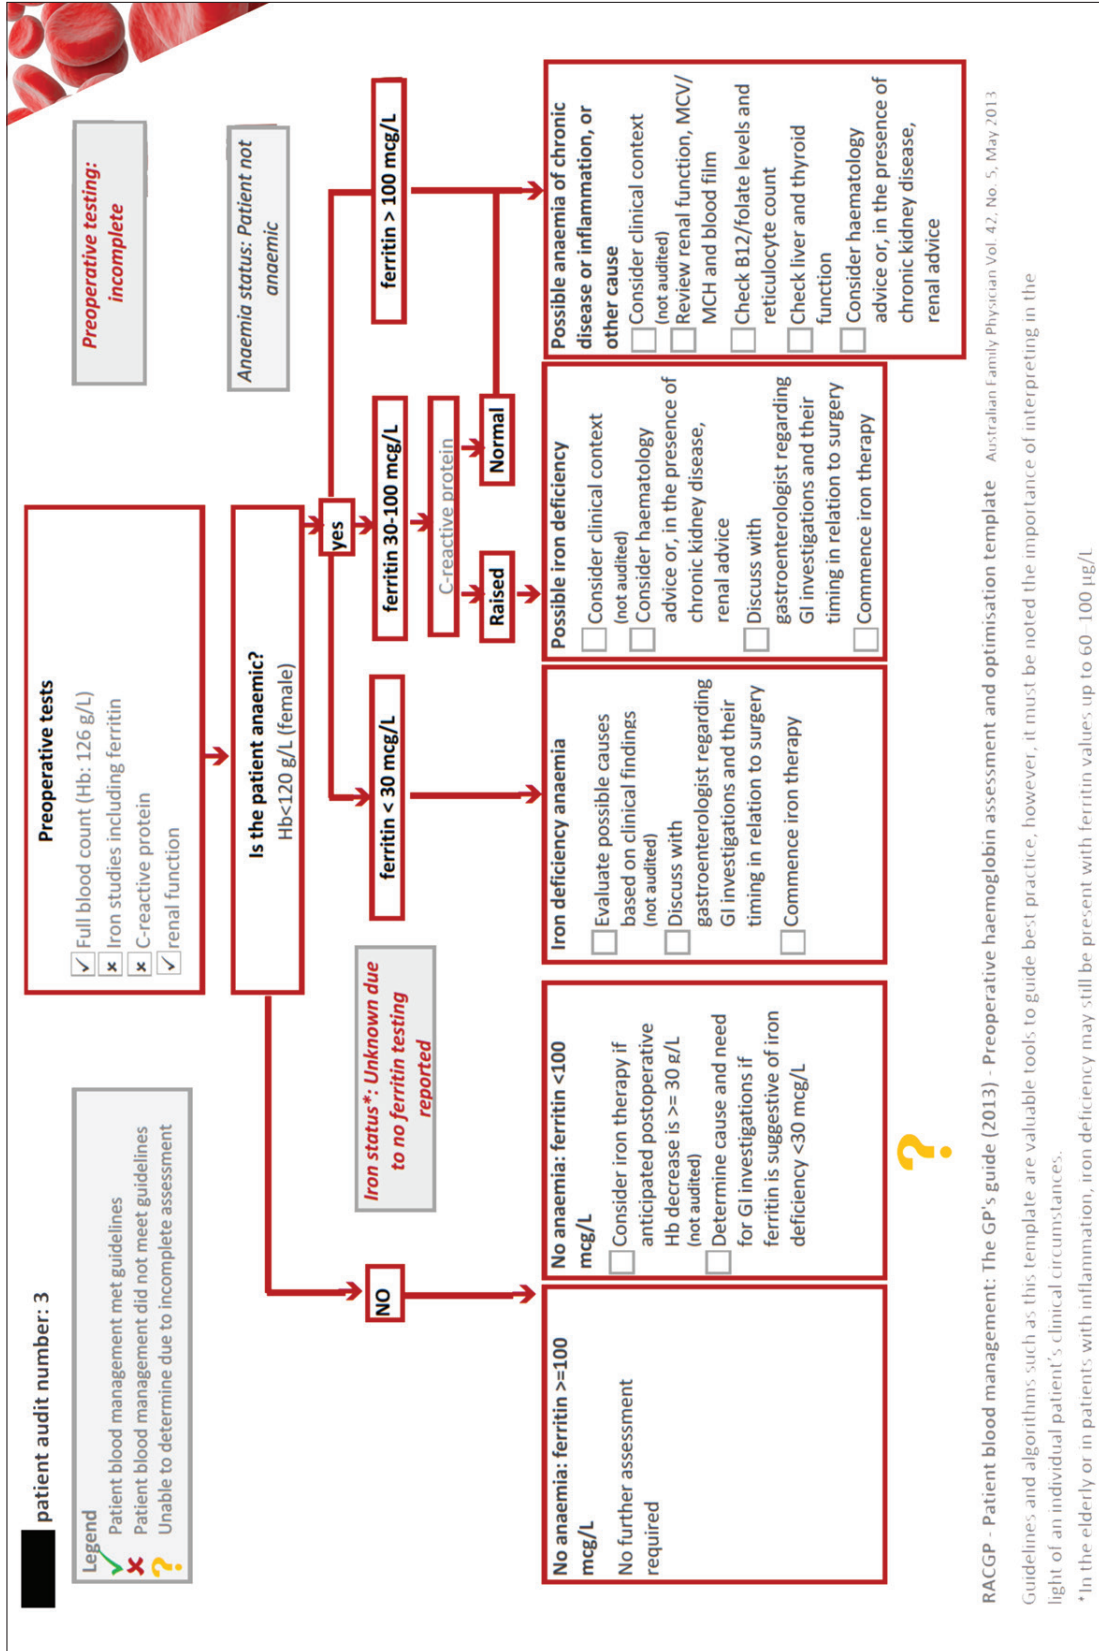 patient audit number: 3
Legend
Patient blood management met guidelines
Patient blood management did not meet guidelines
Unable to determine due to incomplete assessment
Preoperative tests
Full blood count (Hb: 126 g/L)
Iron studies including ferritin
C-reactive protein
renal function
Preoperative testing:
incomplete
Is the patient anaemic?
Hb<120 g/L (female)
Anaemia status: Patient not
anaemic
yes
NO
Iron status*: Unknown due
to no ferritin testing
reported
ferritin < 30 mcg/L
ferritin 30-100 mcg/L
ferritin > 100 mcg/L
C-reactive protein
Raised
Normal
No anaemia: ferritin >=100
mcg/L
No further assessment
required
No anaemia: ferritin <100
mcg/L
Consider iron therapy if
anticipated postoperative
Hb decrease is >= 30 g/L
(not audited)
Determine cause and need
for GI investigations if
ferritin is suggestive of iron
deficiency <30 mcg/L
Iron deficiency anaemia
Evaluate possible causes
based on clinical findings
(not audited)
Discuss with
gastroenterologist regarding
GI investigations and their
timing in relation to surgery
Commence iron therapy
Possible iron deficiency
Consider clinical context
(not audited)
Consider haematology
advice or, in the presence of
chronic kidney disease,
renal advice
Discuss with
gastroenterologist regarding
GI investigations and their
timing in relation to surgery
Commence iron therapy
Possible anaemia of chronic
disease or inflammation, or
other cause
Consider clinical context
(not audited)
Review renal function, MCV/
MCH and blood film
Check B12/folate levels and
reticulocyte count
Check liver and thyroid
function
Consider haematology
advice or, in the presence of
chronic kidney disease,
renal advice
?
RACGP - Patient blood management: The GP's guide (2013) - Preoperative haemoglobin assessment and optimisation template Australian Family Physician Vol. 42, No. 5, May 2013
Guidelines and algorithms such as this template are valuable tools to guide best practice, however, it must be noted the importance of interpreting in the
light of an individual patient's clinical circumstances.
*In the elderly or in patients with inflammation, iron deficiency may still be present with ferritin values up to 60-100 µg/L